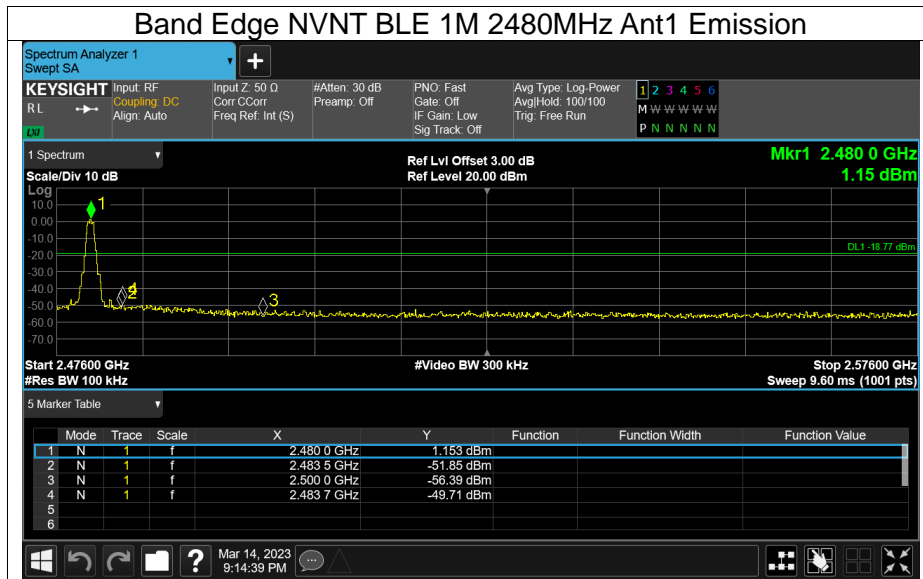 Band Edge NVNT BLE 1M 2480MHz Ant1 Emission
Spectrum Analyzer 1
Swept SA
+
KEYSIGHT
RL
LXI
Input: RF
Coupling: DC
Align: Auto
Input Z: 50 Ω
Corr CCorr
Freq Ref: Int (S)
#Atten: 30 dB
Preamp: Off
PNO: Fast
Gate: Off
IF Gain: Low
Sig Track: Off
Avg Type: Log-Power
Avg|Hold: 100/100
Trig: Free Run
1 2 3 4 5 6
M W W W W W
P N N N N N
1 Spectrum
Scale/Div 10 dB
Ref Lvl Offset 3.00 dB
Ref Level 20.00 dBm
Mkr1 2.480 0 GHz
1.15 dBm
Log
10.0
0.00
-10.0
-20.0
-30.0
-40.0
-50.0
-60.0
-70.0
1
4
2
3
DL1 -18.77 dBm
Start 2.47600 GHz
#Res BW 100 kHz
#Video BW 300 kHz
Stop 2.57600 GHz
Sweep 9.60 ms (1001 pts)
5 Marker Table
Mode Trace Scale X Y Function Function Width Function Value
1 N 1 f 2.480 0 GHz 1.153 dBm
2 N 1 f 2.483 5 GHz -51.85 dBm
3 N 1 f 2.500 0 GHz -56.39 dBm
4 N 1 f 2.483 7 GHz -49.71 dBm
5
6
?
Mar 14, 2023
9:14:39 PM